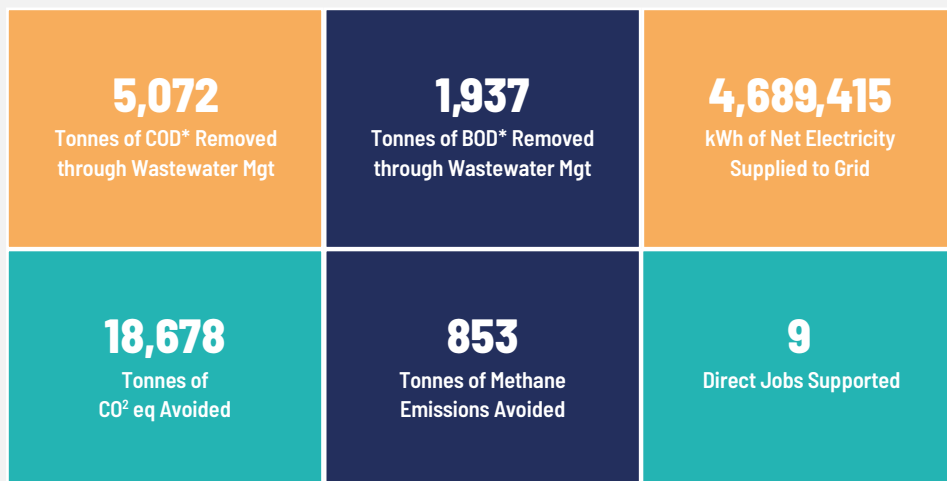 5,072
Tonnes of COD* Removed
through Wastewater Mgt
1,937
Tonnes of BOD* Removed
through Wastewater Mgt
4,689,415
kWh of Net Electricity
Supplied to Grid
18,678
Tonnes of
CO² eq Avoided
853
Tonnes of Methane
Emissions Avoided
9
Direct Jobs Supported